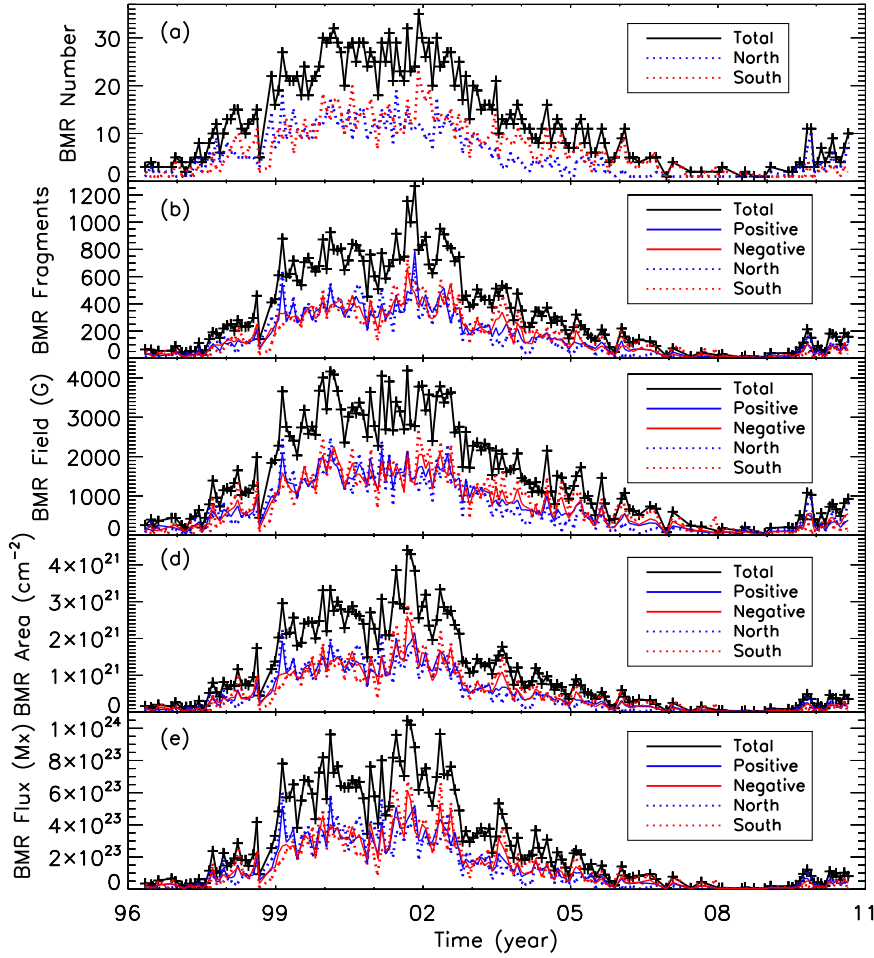 (a)
BMR Number
30
20
10
0
Total
North
South
(b)
BMR Fragments
1200
1000
800
600
400
200
0
Total
Positive
Negative
North
South
BMR Field (G)
4000
3000
2000
1000
0
Total
Positive
Negative
North
South
(d)
BMR Area (cm⁻²)
4×10²¹
3×10²¹
2×10²¹
1×10²¹
0
Total
Positive
Negative
North
South
(e)
BMR Flux (Mx)
1×10²⁴
8×10²³
6×10²³
4×10²³
2×10²³
0
Total
Positive
Negative
North
South
96 99 02 05 08 11
Time (year)